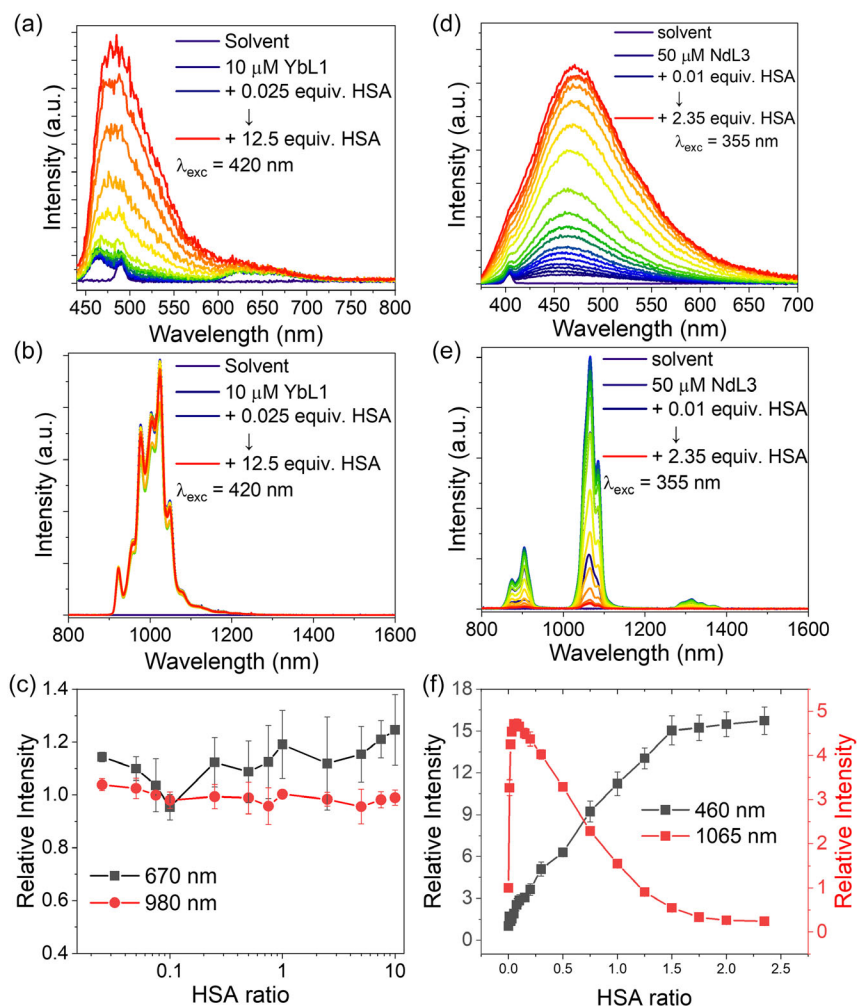 (a)
Solvent
10 μM YbL1
+ 0.025 equiv. HSA
↓
+ 12.5 equiv. HSA
λexc = 420 nm
Intensity (a.u.)
450 500 550 600 650 700 750 800
Wavelength (nm)
(d)
solvent
50 μM NdL3
+ 0.01 equiv. HSA
↓
+ 2.35 equiv. HSA
λexc = 355 nm
Intensity (a.u.)
400 450 500 550 600 650 700
Wavelength (nm)
(b)
Solvent
10 μM YbL1
+ 0.025 equiv. HSA
↓
+ 12.5 equiv. HSA
λexc = 420 nm
Intensity (a.u.)
800 1000 1200 1400 1600
Wavelength (nm)
(e)
solvent
50 μM NdL3
+ 0.01 equiv. HSA
↓
+ 2.35 equiv. HSA
λexc = 355 nm
Intensity (a.u.)
800 1000 1200 1400 1600
Wavelength (nm)
(c)
1.4
1.2
1.0
0.8
0.6
0.4
Relative Intensity
670 nm
980 nm
0.1 1 10
HSA ratio
(f)
18
15
12
9
6
3
0
Relative Intensity
460 nm
1065 nm
5
4
3
2
1
0
Relative Intensity
0.0 0.5 1.0 1.5 2.0 2.5
HSA ratio